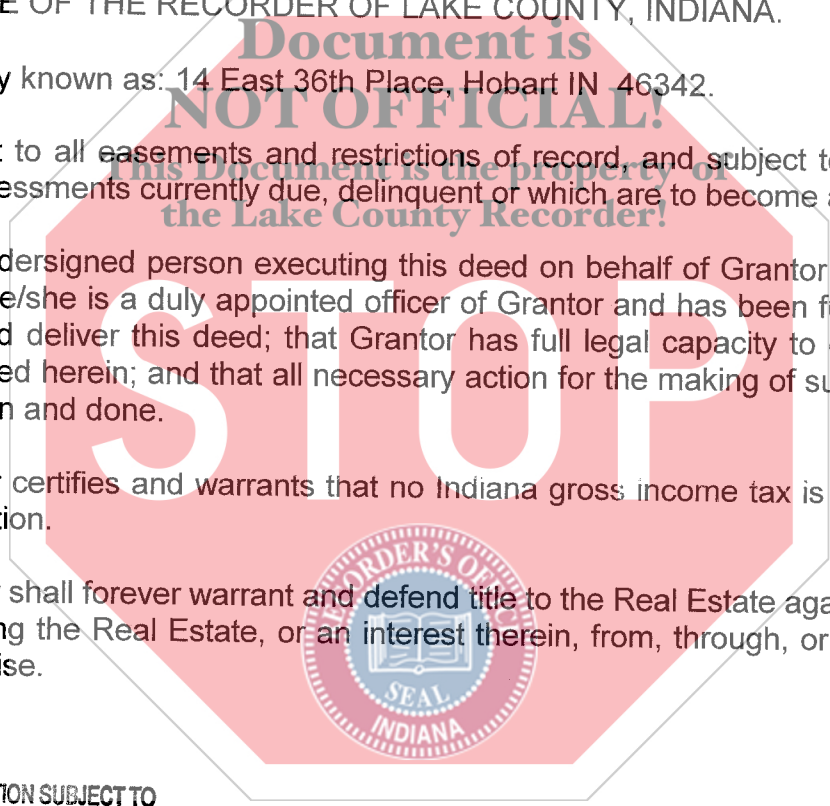 E OF THE RECORDER OF LAKE COUNTY, INDIANA.
Document is
y known as: 14 East 36th Place, Hobart IN 46342.
NOT OFFICIAL!
t to all easements and restrictions of record, and subject to
This Document is the property of
essments currently due, delinquent or which are to become a
the Lake County Recorder!
dersigned person executing this deed on behalf of Grantor
e/she is a duly appointed officer of Grantor and has been fu
d deliver this deed; that Grantor has full legal capacity to
ed herein; and that all necessary action for the making of su
n and done.
STOP
r certifies and warrants that no Indiana gross income tax is
tion.
RECORDER'S OFFICE
r shall forever warrant and defend title to the Real Estate aga
ng the Real Estate, or an interest therein, from, through, or
ise.
SEAL
INDIANA
TION SUBJECT TO